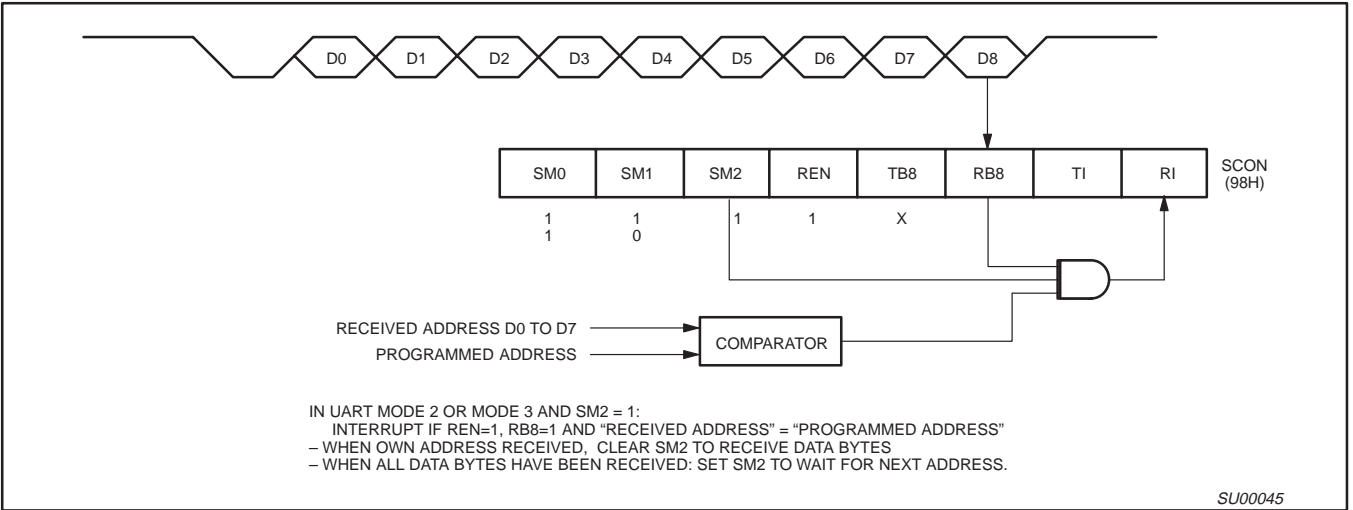 D0 D1 D2 D3 D4 D5 D6 D7 D8
SM0 SM1 SM2 REN TB8 RB8 TI RI
SCON
(98H)
1 1 1 1 X
1 0
RECEIVED ADDRESS D0 TO D7
PROGRAMMED ADDRESS
COMPARATOR
IN UART MODE 2 OR MODE 3 AND SM2 = 1:
INTERRUPT IF REN=1, RB8=1 AND “RECEIVED ADDRESS” = “PROGRAMMED ADDRESS”
– WHEN OWN ADDRESS RECEIVED, CLEAR SM2 TO RECEIVE DATA BYTES
– WHEN ALL DATA BYTES HAVE BEEN RECEIVED: SET SM2 TO WAIT FOR NEXT ADDRESS.
SU00045